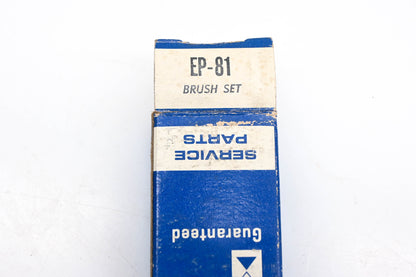 EP-81
BRUSH SET
Guaranteed
SERVICE
PARTS